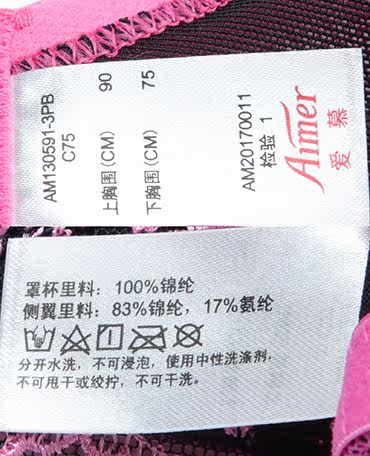 AM130591-3PB
C75
上胸围(CM) 90
下胸围(CM) 75
AM20170011
检验 1
Aimer
爱慕
罩杯里料：100%锦纶
侧翼里料：83%锦纶，17%氨纶
分开水洗，不可浸泡，使用中性洗涤剂，
不可甩干或绞拧，不可干洗。